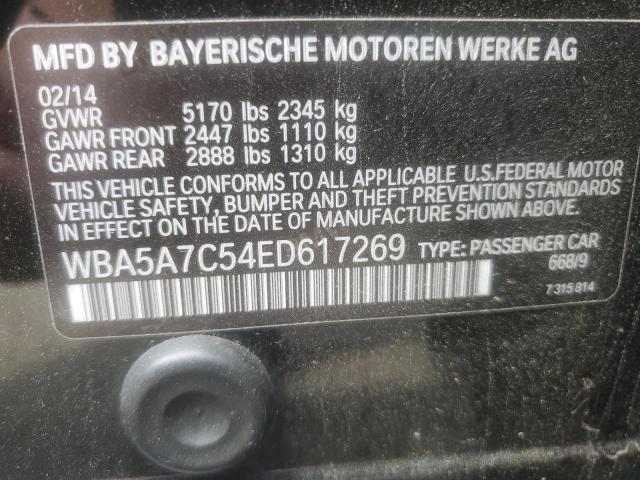 MFD BY BAYERISCHE MOTOREN WERKE AG
02/14
GVWR 5170 lbs 2345 kg
GAWR FRONT 2447 lbs 1110 kg
GAWR REAR 2888 lbs 1310 kg
THIS VEHICLE CONFORMS TO ALL APPLICABLE U.S.FEDERAL MOTOR
VEHICLE SAFETY, BUMPER AND THEFT PREVENTION STANDARDS
IN EFFECT ON THE DATE OF MANUFACTURE SHOWN ABOVE.
WBA5A7C54ED617269 TYPE: PASSENGER CAR
668/9
7 315 814